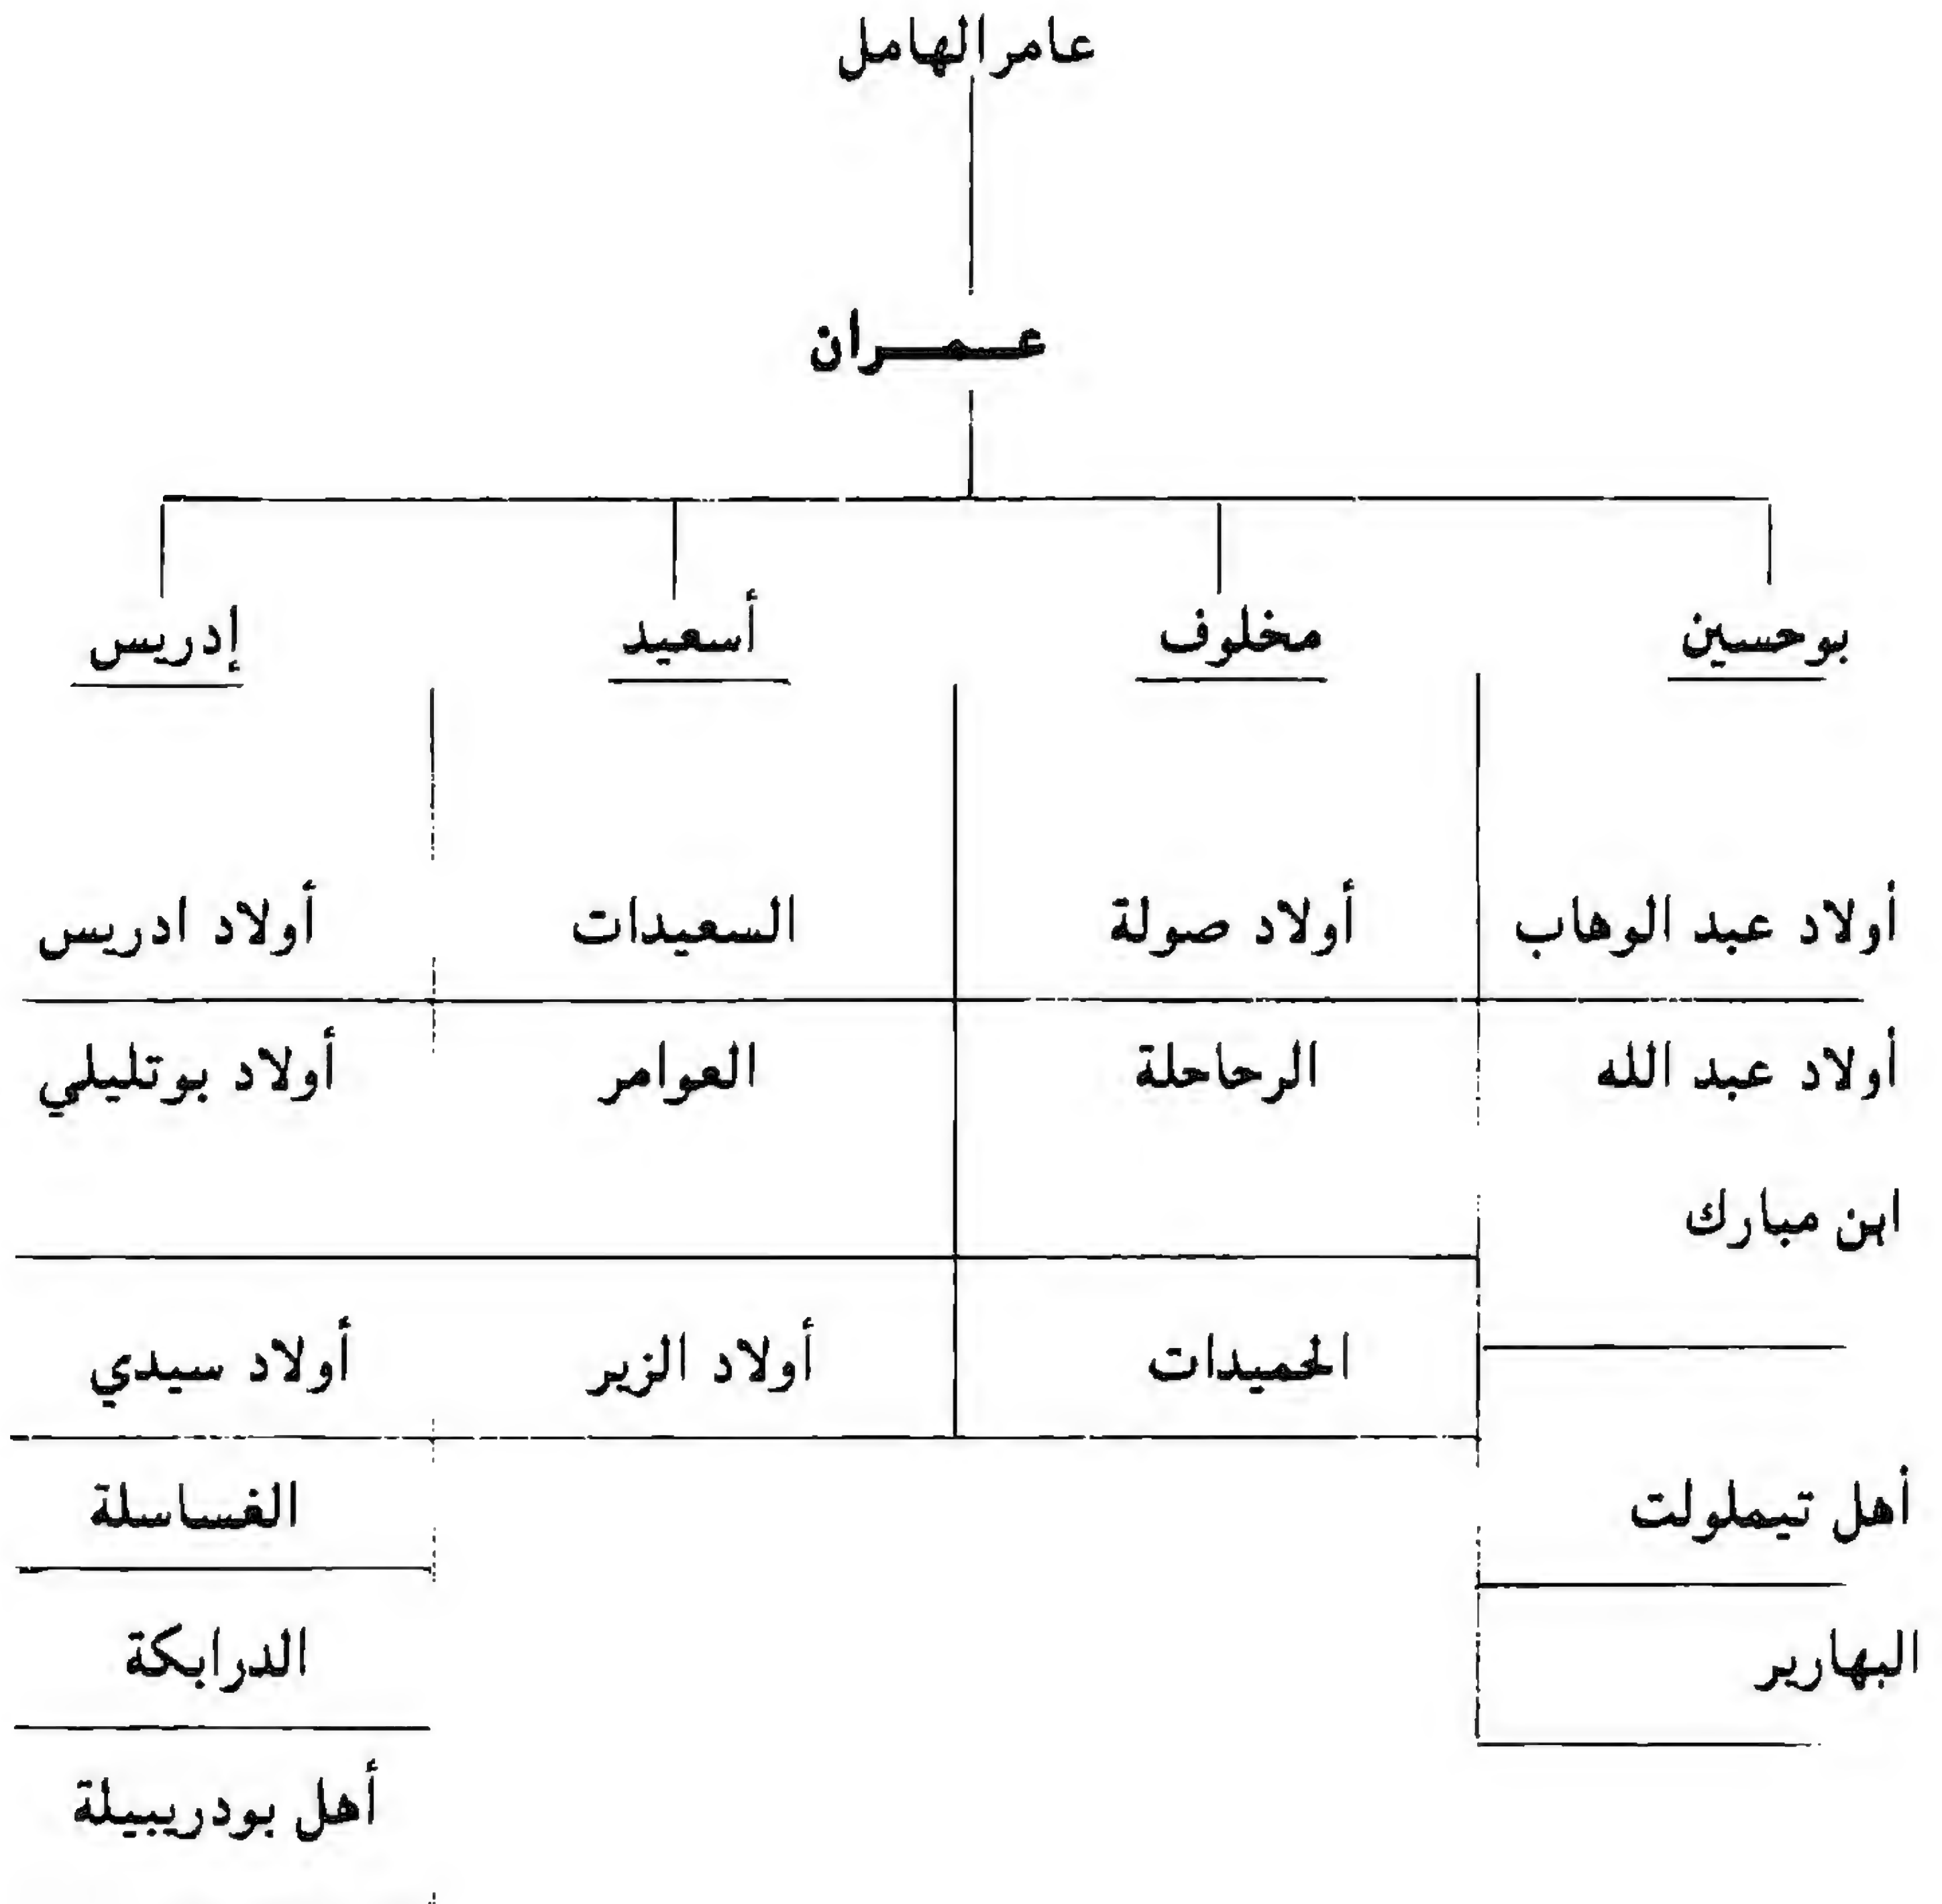 عامر الهامل
عمران
بوحسين
مخلوف
أسعيد
إدريس
أولاد عبد الوهاب
أولاد صولة
السعيدات
أولاد ادريس
أولاد عبد الله
الرحاحلة
العوامر
أولاد بوتليلي
ابن مبارك
الحميدات
أولاد الزير
أولاد سيدي
أهل تيملولت
الغساسلة
البهارير
الدرابكة
أهل بودريبيلة